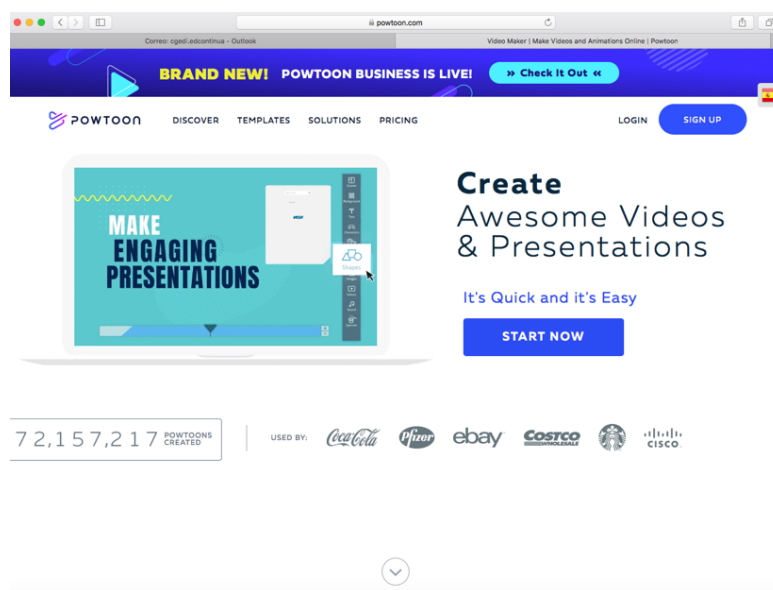 powtoon.com
Correo: cgedl.edcontinua - Outlook
Video Maker | Make Videos and Animations Online | Powtoon
BRAND NEW! POWTOON BUSINESS IS LIVE! » Check It Out «
POWTOON DISCOVER TEMPLATES SOLUTIONS PRICING LOGIN SIGN UP
MAKE
ENGAGING
PRESENTATIONS
Text
Shapes
Create
Awesome Videos
& Presentations
It's Quick and it's Easy
START NOW
72,157,217 POWTOONS
CREATED
USED BY: Coca-Cola Pfizer ebay COSTCO
WHOLESALE
CISCO